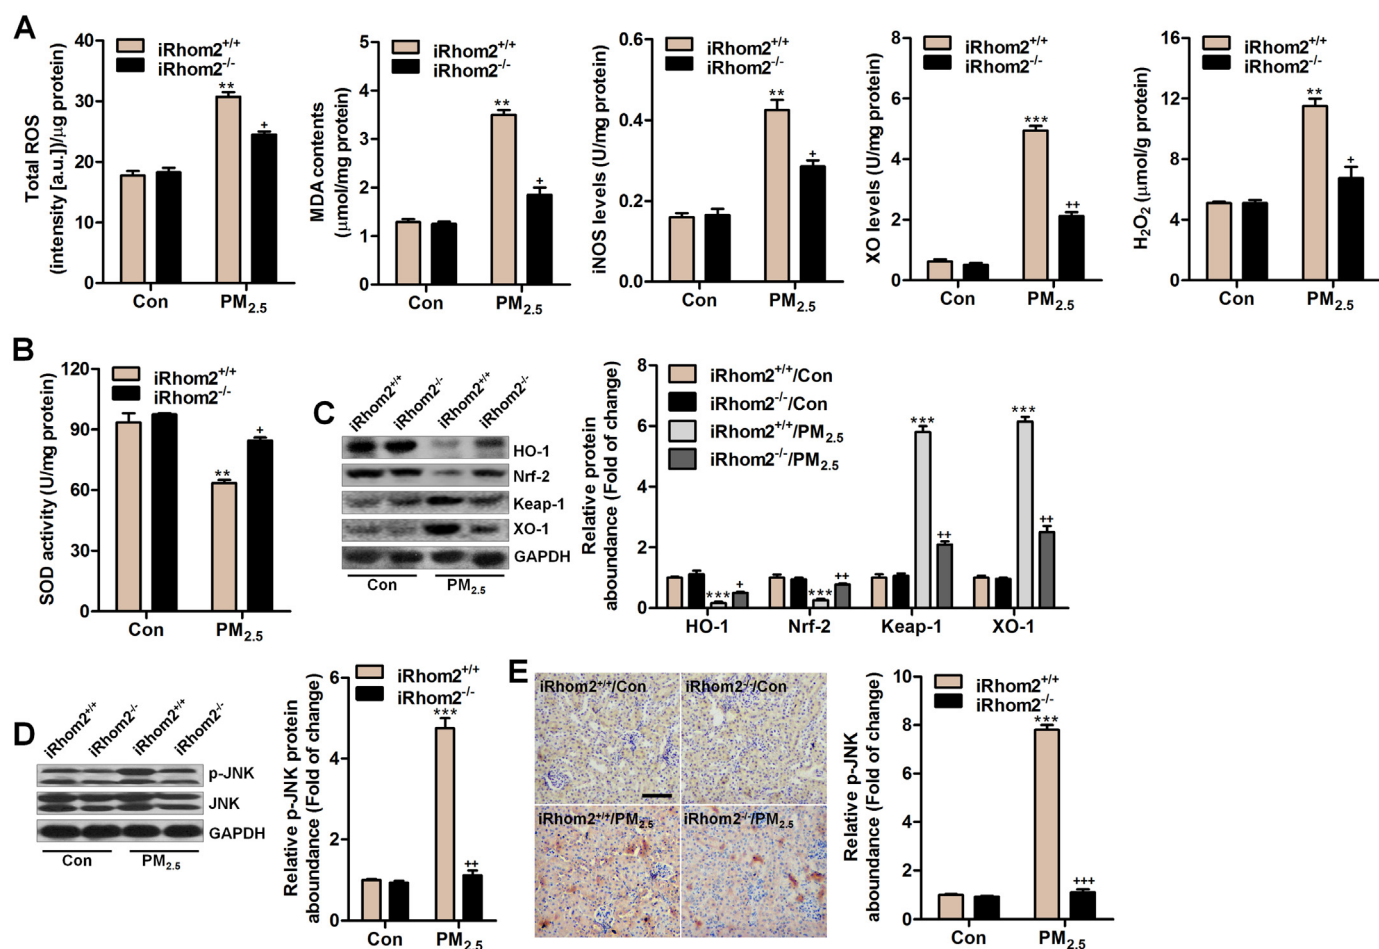 A
Total ROS
(intensity [a.u.])/μg protein)
40
30
20
10
0
iRhom2+/+
iRhom2-/-
**
+
Con
PM2.5
MDA contents
(μmol/mg protein)
5
4
3
2
1
0
iRhom2+/+
iRhom2-/-
**
+
Con
PM2.5
iNOS levels (U/mg protein)
0.6
0.4
0.2
0.0
iRhom2+/+
iRhom2-/-
**
+
Con
PM2.5
XO levels (U/mg protein)
8
6
4
2
0
iRhom2+/+
iRhom2-/-
***
++
Con
PM2.5
H2O2 (μmol/g protein)
16
12
8
4
0
iRhom2+/+
iRhom2-/-
**
+
Con
PM2.5
B
SOD activity (U/mg protein)
120
90
60
30
0
iRhom2+/+
iRhom2-/-
**
+
Con
PM2.5
C
iRhom2+/+
iRhom2-/-
iRhom2+/+
iRhom2-/-
HO-1
Nrf-2
Keap-1
XO-1
GAPDH
Con
PM2.5
Relative protein
aboundance (Fold of change)
8
6
4
2
0
iRhom2+/+/Con
iRhom2-/-/Con
iRhom2+/+/PM2.5
iRhom2-/-/PM2.5
***
+
***
++
***
++
***
++
HO-1
Nrf-2
Keap-1
XO-1
D
iRhom2+/+
iRhom2-/-
iRhom2+/+
iRhom2-/-
p-JNK
JNK
GAPDH
Con
PM2.5
Relative p-JNK protein
aboundance (Fold of change)
6
4
2
0
iRhom2+/+
iRhom2-/-
***
++
Con
PM2.5
E
iRhom2+/+/Con
iRhom2-/-/Con
iRhom2+/+/PM2.5
iRhom2-/-/PM2.5
Relative p-JNK
aboundance (Fold of change)
10
8
6
4
2
0
iRhom2+/+
iRhom2-/-
***
+++
Con
PM2.5